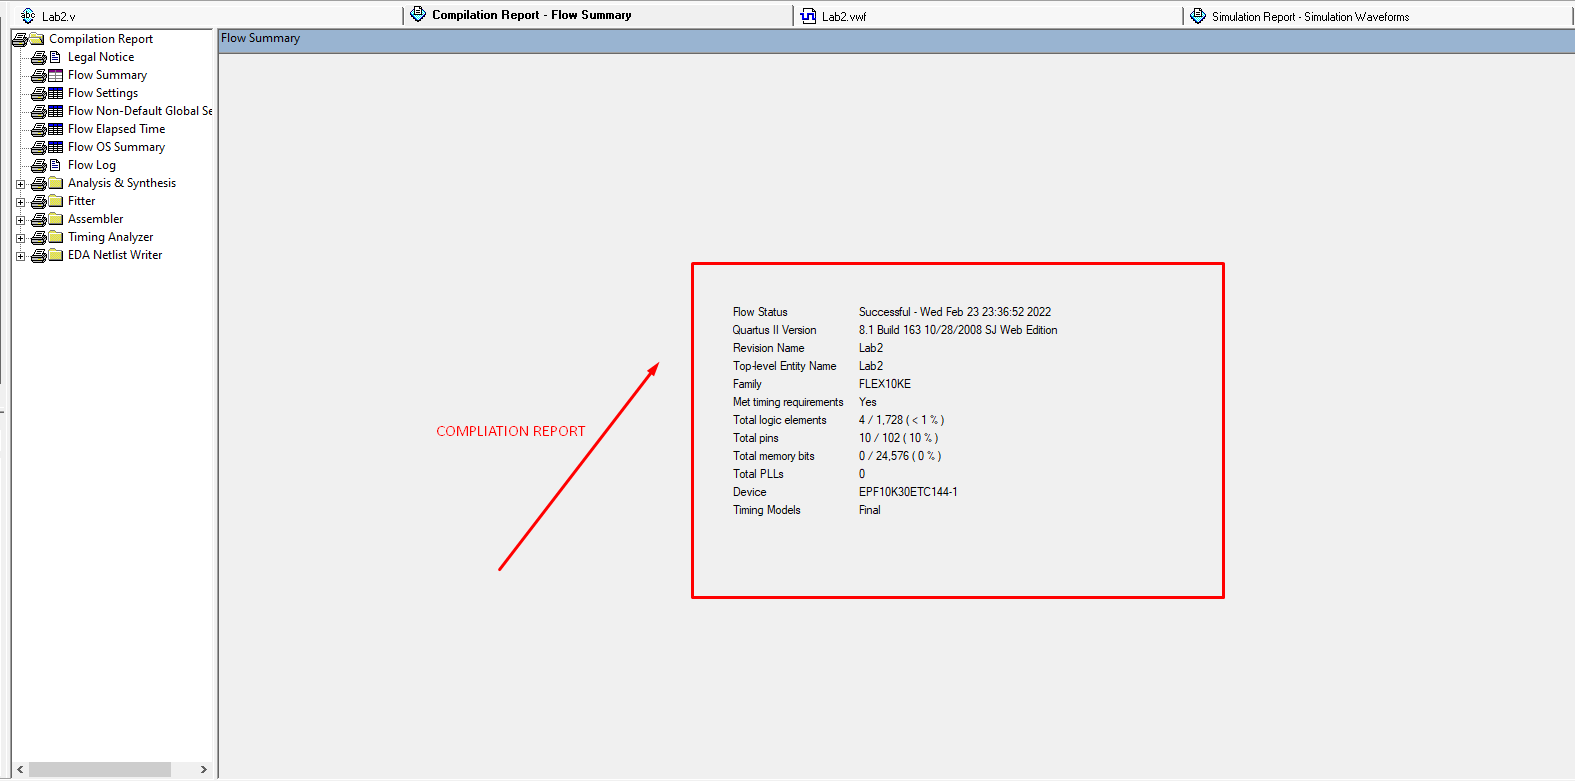 Lab2.v
Compilation Report - Flow Summary
Lab2.vwf
Simulation Report - Simulation Waveforms
Compilation Report
Legal Notice
Flow Summary
Flow Settings
Flow Non-Default Global Se
Flow Elapsed Time
Flow OS Summary
Flow Log
Analysis & Synthesis
Fitter
Assembler
Timing Analyzer
EDA Netlist Writer
Flow Summary
COMPLIATION REPORT
Flow Status Successful - Wed Feb 23 23:36:52 2022
Quartus II Version 8.1 Build 163 10/28/2008 SJ Web Edition
Revision Name Lab2
Top-level Entity Name Lab2
Family FLEX10KE
Met timing requirements Yes
Total logic elements 4 / 1,728 ( < 1 % )
Total pins 10 / 102 ( 10 % )
Total memory bits 0 / 24,576 ( 0 % )
Total PLLs 0
Device EPF10K30ETC144-1
Timing Models Final